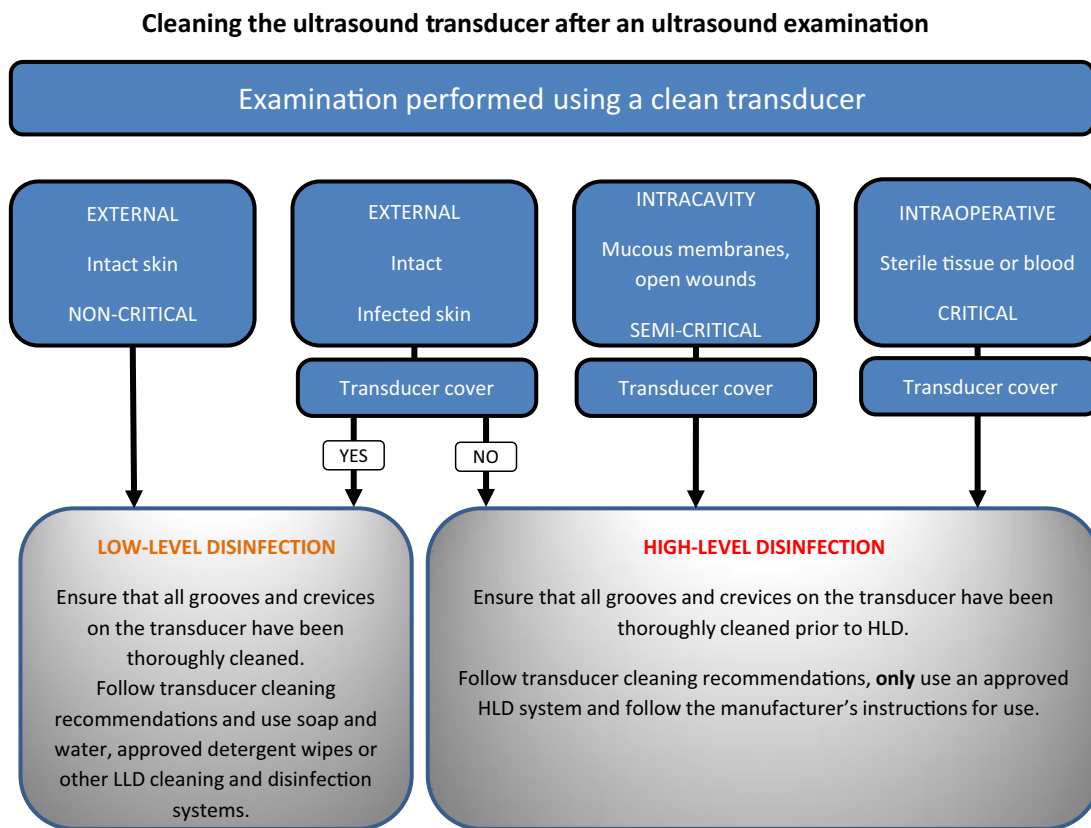 Cleaning the ultrasound transducer after an ultrasound examination
Examination performed using a clean transducer
EXTERNAL
Intact skin
NON-CRITICAL
EXTERNAL
Intact
Infected skin
Transducer cover
YES
NO
INTRACAVITY
Mucous membranes,
open wounds
SEMI-CRITICAL
Transducer cover
INTRAOPERATIVE
Sterile tissue or blood
CRITICAL
Transducer cover
LOW-LEVEL DISINFECTION
Ensure that all grooves and crevices
on the transducer have been
thoroughly cleaned.
Follow transducer cleaning
recommendations and use soap and
water, approved detergent wipes or
other LLD cleaning and disinfection
systems.
HIGH-LEVEL DISINFECTION
Ensure that all grooves and crevices on the transducer have been
thoroughly cleaned prior to HLD.
Follow transducer cleaning recommendations, only use an approved
HLD system and follow the manufacturer’s instructions for use.